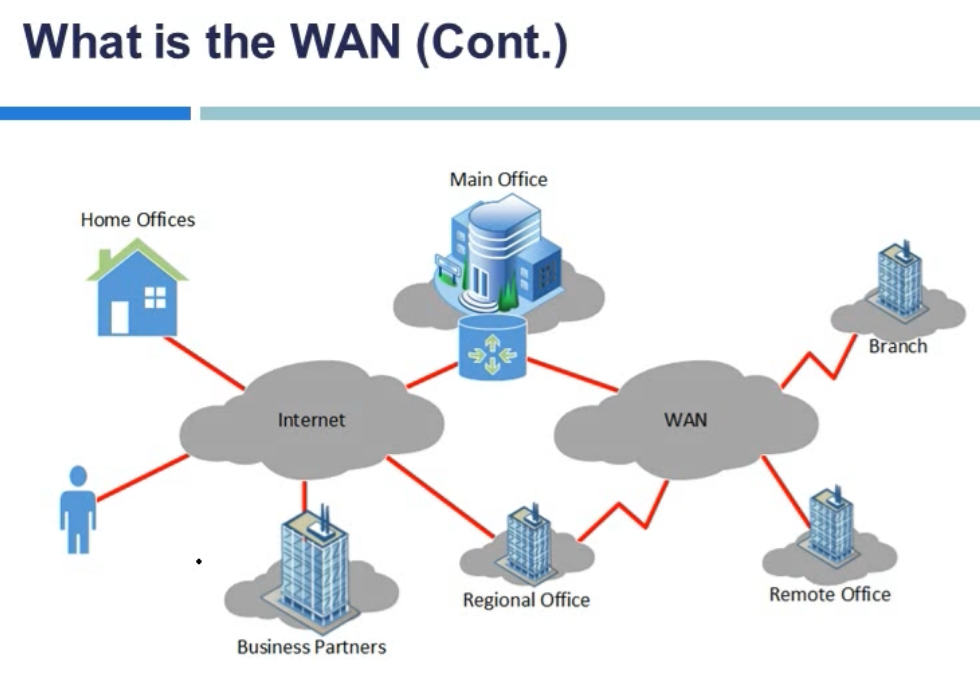 What is the WAN (Cont.)
Main Office
Home Offices
Branch
Internet
WAN
Regional Office
Remote Office
Business Partners